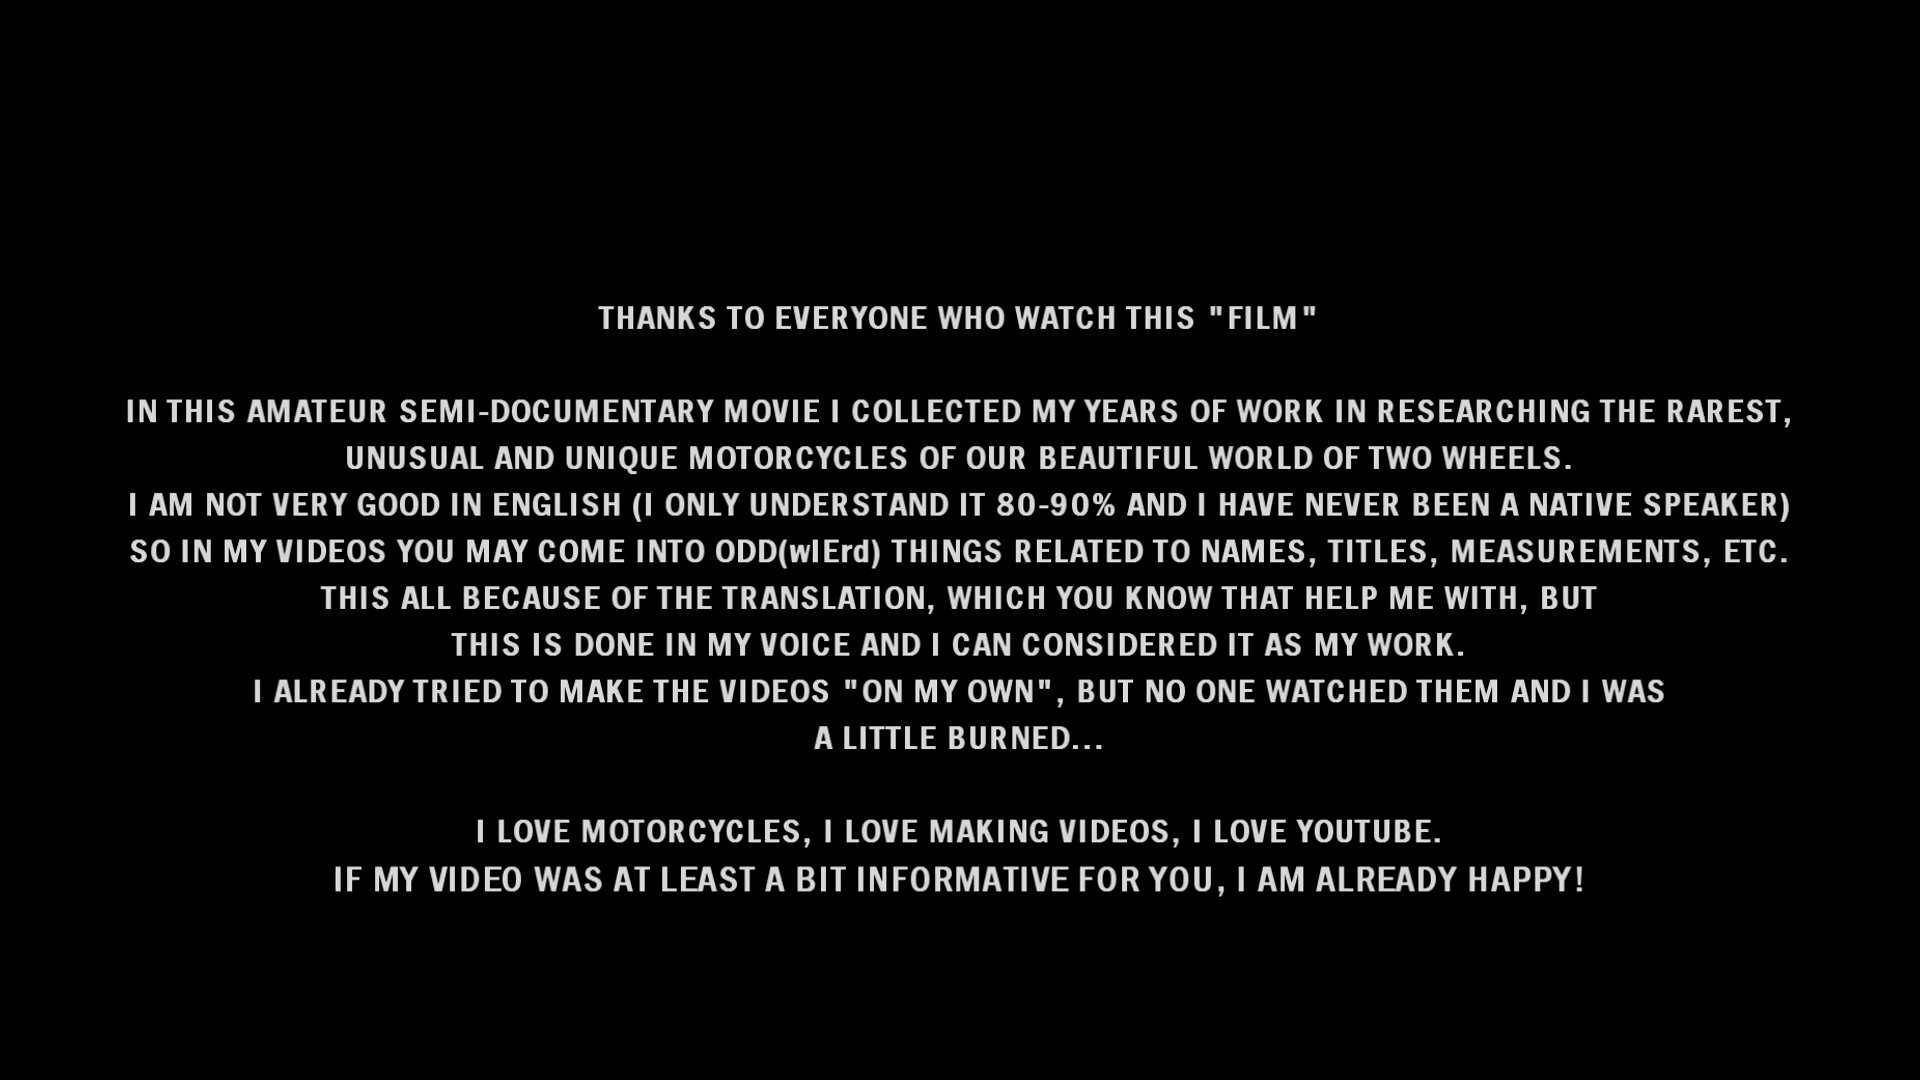 THANKS TO EVERYONE WHO WATCH THIS "FILM"
IN THIS AMATEUR SEMI-DOCUMENTARY MOVIE I COLLECTED MY YEARS OF WORK IN RESEARCHING THE RAREST,
UNUSUAL AND UNIQUE MOTORCYCLES OF OUR BEAUTIFUL WORLD OF TWO WHEELS.
I AM NOT VERY GOOD IN ENGLISH (I ONLY UNDERSTAND IT 80-90% AND I HAVE NEVER BEEN A NATIVE SPEAKER)
SO IN MY VIDEOS YOU MAY COME INTO ODD(wIErd) THINGS RELATED TO NAMES, TITLES, MEASUREMENTS, ETC.
THIS ALL BECAUSE OF THE TRANSLATION, WHICH YOU KNOW THAT HELP ME WITH, BUT
THIS IS DONE IN MY VOICE AND I CAN CONSIDERED IT AS MY WORK.
I ALREADY TRIED TO MAKE THE VIDEOS "ON MY OWN", BUT NO ONE WATCHED THEM AND I WAS
A LITTLE BURNED...
I LOVE MOTORCYCLES, I LOVE MAKING VIDEOS, I LOVE YOUTUBE.
IF MY VIDEO WAS AT LEAST A BIT INFORMATIVE FOR YOU, I AM ALREADY HAPPY!